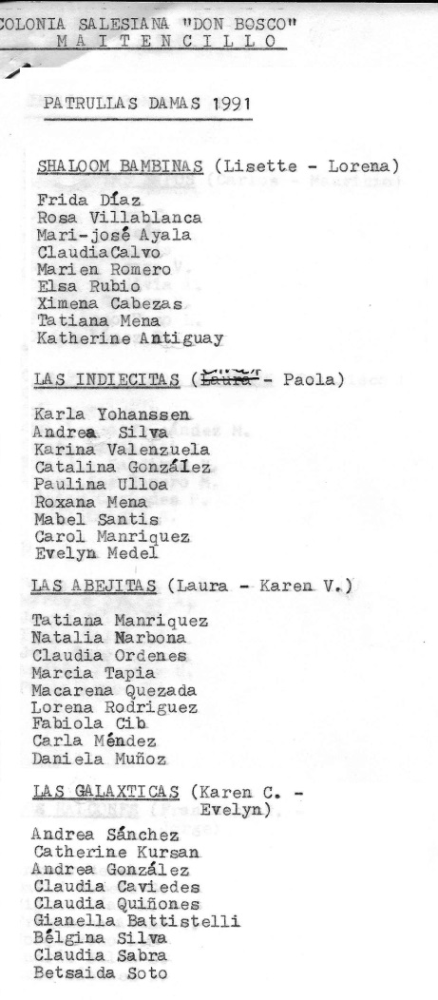 COLONIA SALESIANA "DON BOSCO"
M A I T E N C I L L O
PATRULLAS DAMAS 1991
SHALOOM BAMBINAS (Lisette - Lorena)
Frida Díaz
Rosa Villablanca
Mari-josé Ayala
ClaudiaCalvo
Marien Romero
Elsa Rubio
Ximena Cabezas
Tatiana Mena
Katherine Antiguay
LAS INDIECITAS (Laura - Paola)
Karla Yohanssen
Andrea Silva
Karina Valenzuela
Catalina González
Paulina Ulloa
Roxana Mena
Mabel Santis
Carol Manriquez
Evelyn Medel
LAS ABEJITAS (Laura - Karen V.)
Tatiana Manriquez
Natalia Narbona
Claudia Ordenes
Marcia Tapia
Macarena Quezada
Lorena Rodriguez
Fabiola Cib
Carla Méndez
Daniela Muñoz
LAS GALAXTICAS (Karen C. -
Evelyn)
Andrea Sánchez
Catherine Kursan
Andrea González
Claudia Caviedes
Claudia Quiñones
Gianella Battistelli
Bélgina Silva
Claudia Sabra
Betsaida Soto